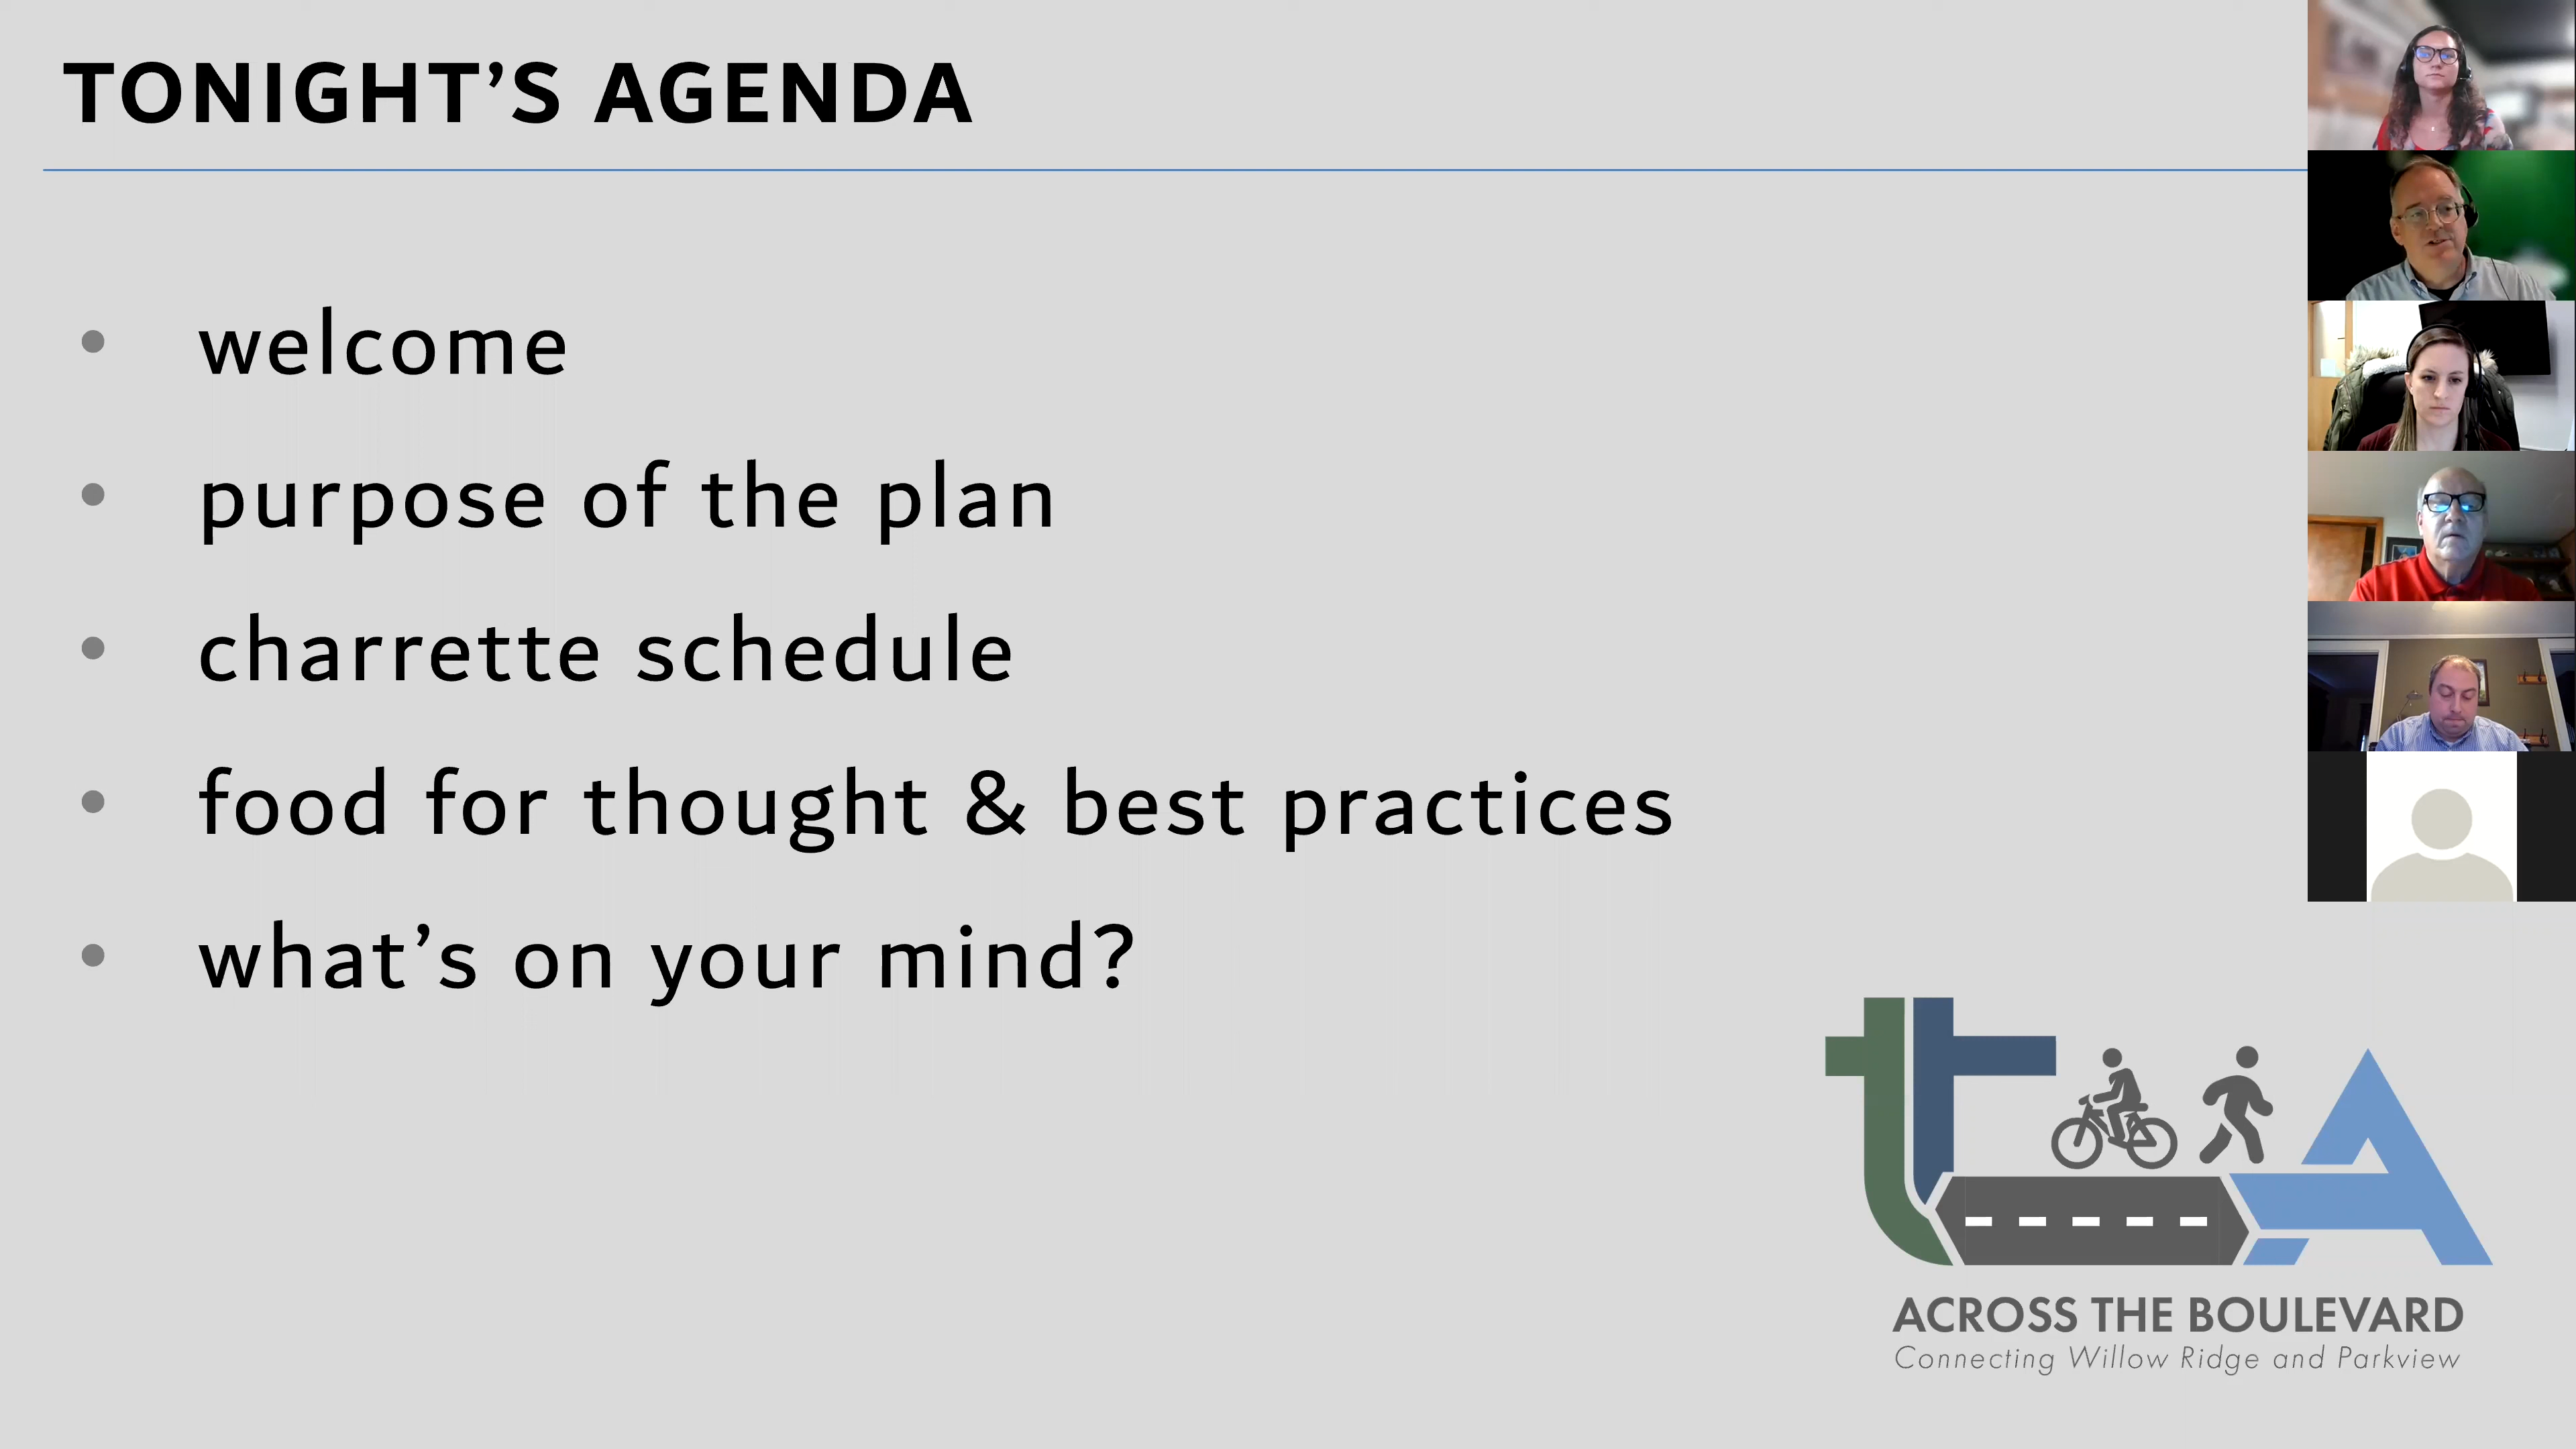 TONIGHT’S AGENDA
• welcome
• purpose of the plan
• charrette schedule
• food for thought & best practices
• what’s on your mind?
ACROSS THE BOULEVARD
Connecting Willow Ridge and Parkview